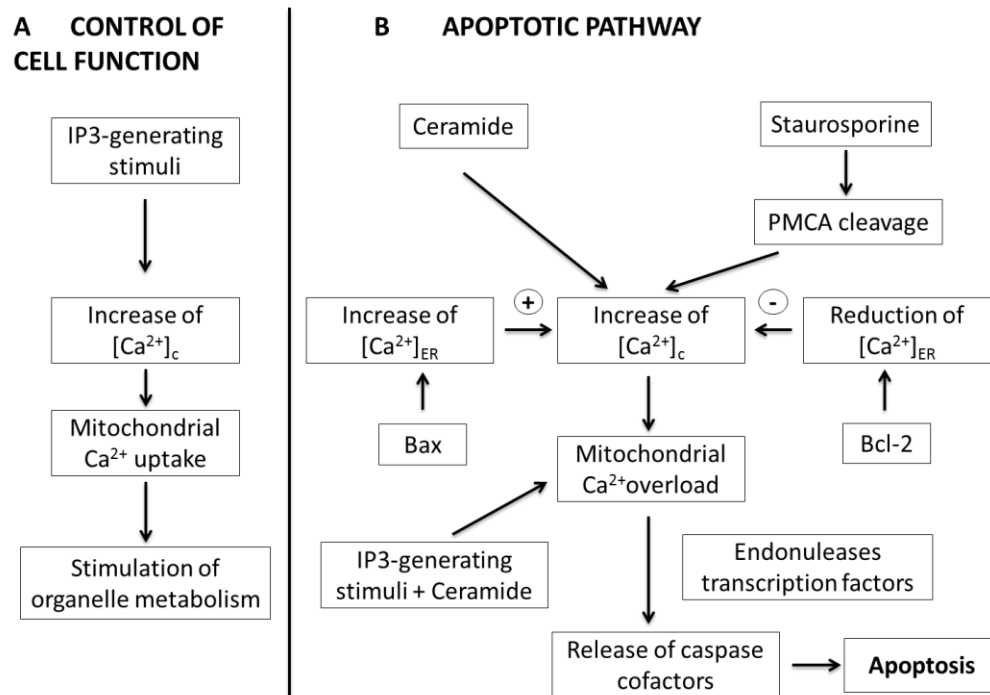 A CONTROL OF
CELL FUNCTION
IP3-generating
stimuli
Increase of
[Ca²⁺]c
Mitochondrial
Ca²⁺ uptake
Stimulation of
organelle metabolism
B APOPTOTIC PATHWAY
Ceramide
Staurosporine
PMCA cleavage
Increase of
[Ca²⁺]ER
+
Increase of
[Ca²⁺]c
-
Reduction of
[Ca²⁺]ER
Bax
Bcl-2
Mitochondrial
Ca²⁺overload
IP3-generating
stimuli + Ceramide
Endonuleases
transcription factors
Release of caspase
cofactors
Apoptosis